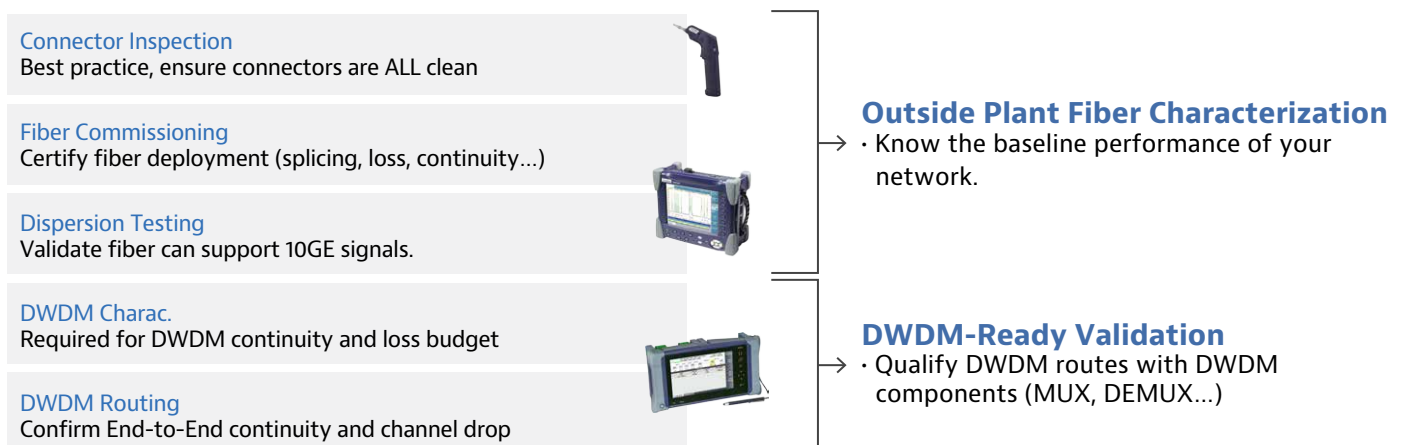 Connector Inspection
Best practice, ensure connectors are ALL clean
Fiber Commissioning
Certify fiber deployment (splicing, loss, continuity...)
Dispersion Testing
Validate fiber can support 10GE signals.
Outside Plant Fiber Characterization
· Know the baseline performance of your
network.
DWDM Charac.
Required for DWDM continuity and loss budget
DWDM Routing
Confirm End-to-End continuity and channel drop
DWDM-Ready Validation
· Qualify DWDM routes with DWDM
components (MUX, DEMUX...)